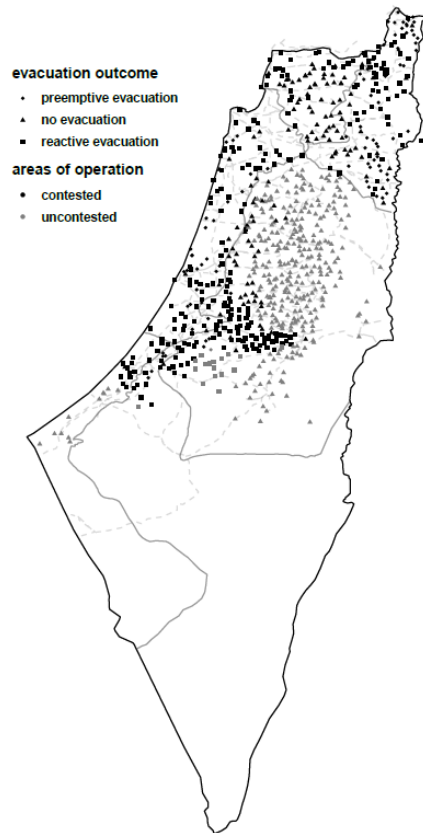 evacuation outcome
preemptive evacuation
no evacuation
reactive evacuation
areas of operation
contested
uncontested